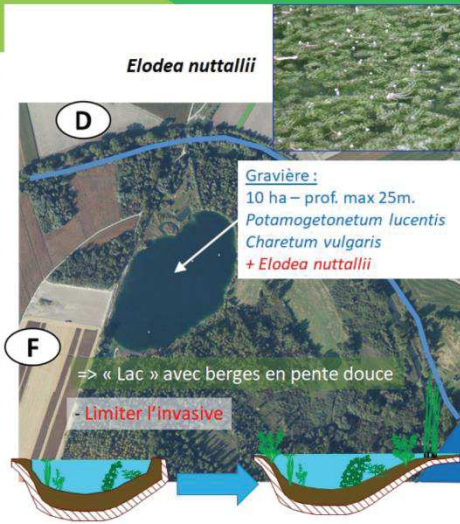 Elodea nuttallii
D
Gravière :
10 ha – prof. max 25m.
Potamogetonetum lucentis
Charetum vulgaris
+ Elodea nuttallii
F
=> « Lac » avec berges en pente douce
- Limiter l’invasive